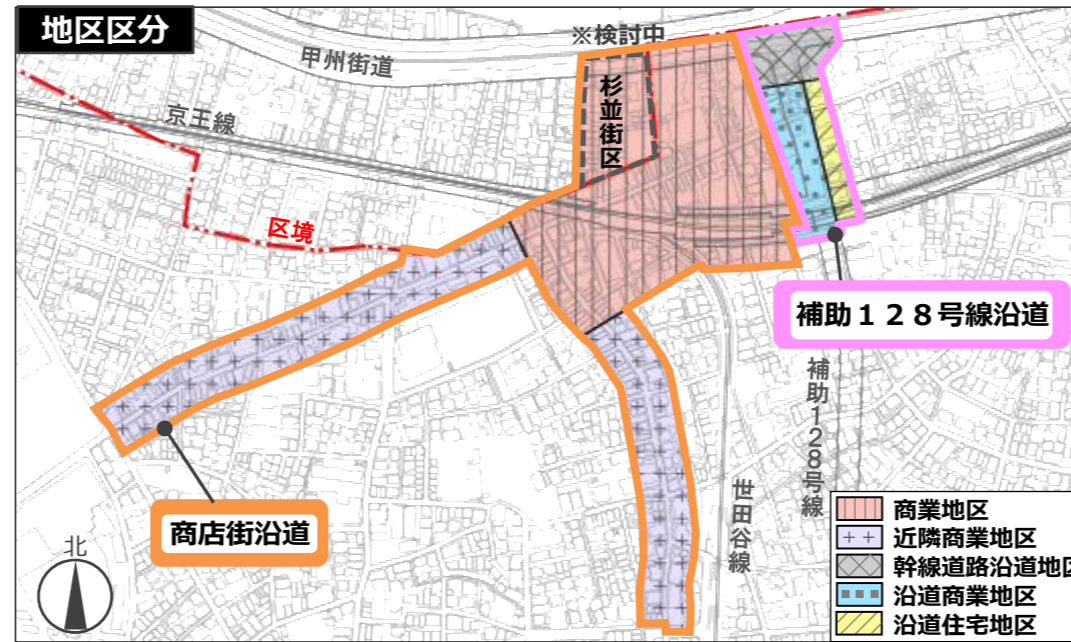 地区区分
※検討中
甲州街道
杉並街区
京王線
区境
補助１２８号線沿道
補助128号線
世田谷線
商店街沿道
北
商業地区
近隣商業地区
幹線道路沿道地区
沿道商業地区
沿道住宅地区